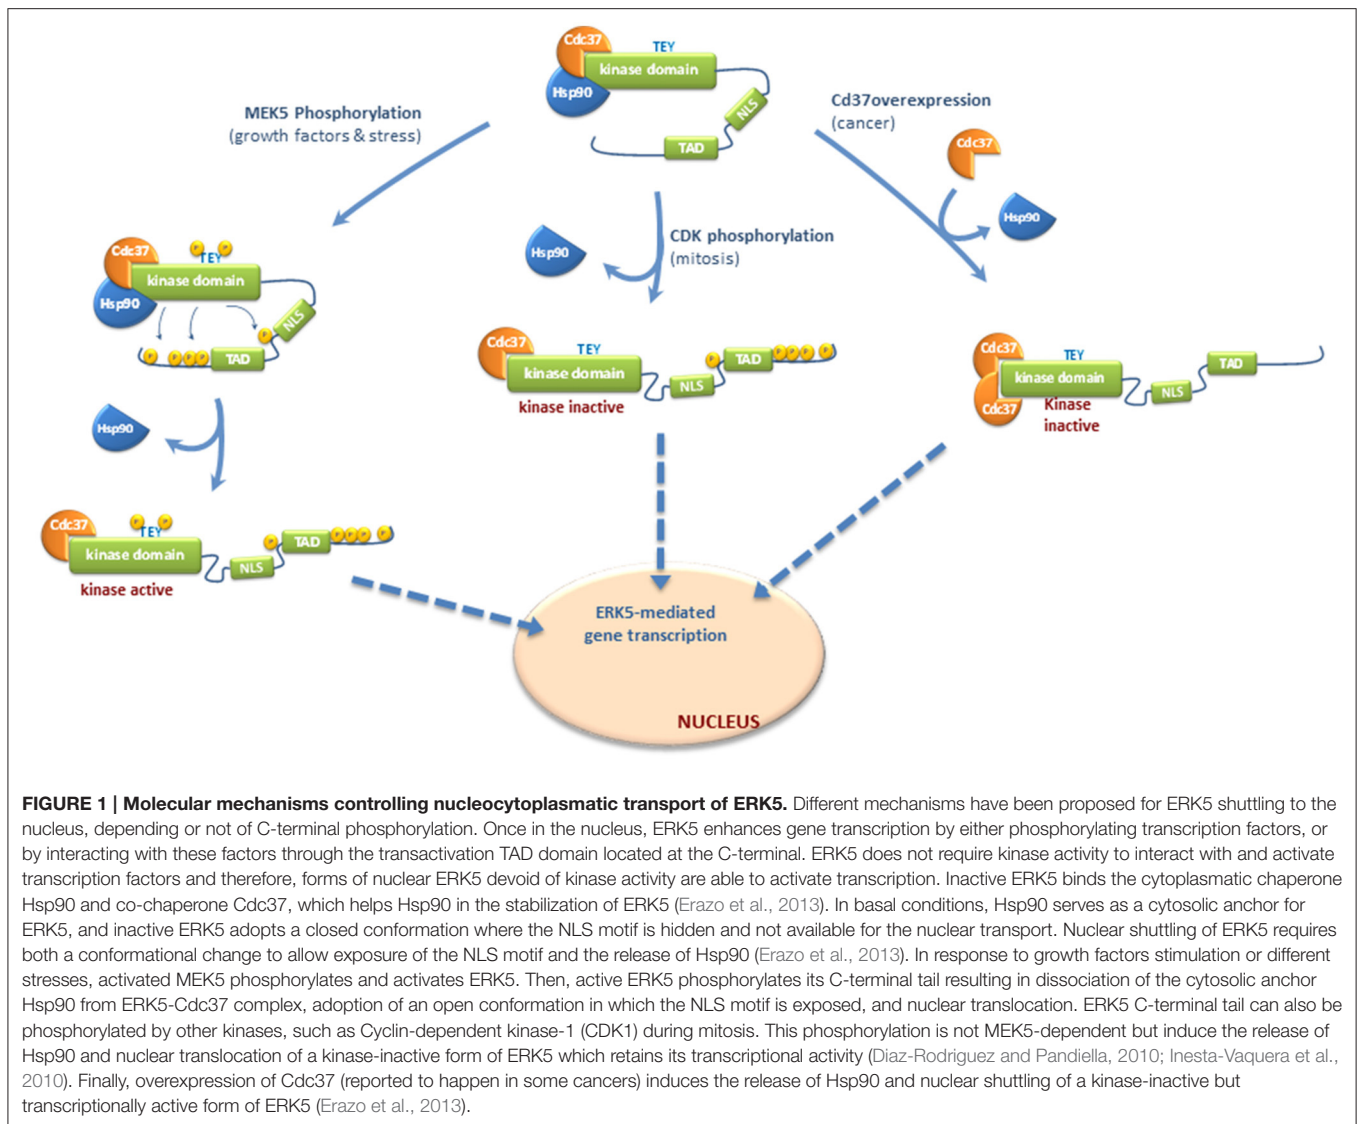 Cdc37
TEY
kinase domain
Hsp90
NLS
TAD
MEK5 Phosphorylation
(growth factors & stress)
Cd37overexpression
(cancer)
Cdc37
Hsp90
CDK phosphorylation
(mitosis)
Hsp90
Cdc37
P P
TEY
kinase domain
Hsp90
NLS
P
P PPP TAD
Hsp90
Cdc37
P P
TEY
kinase domain
NLS
P
TAD
PPP P
kinase active
Cdc37
TEY
kinase domain
NLS
P
TAD
PPP P
kinase inactive
Cdc37
TEY
kinase domain
Cdc37
NLS
TAD
Kinase
inactive
ERK5-mediated
gene transcription
NUCLEUS
FIGURE 1 | Molecular mechanisms controlling nucleocytoplasmatic transport of ERK5. Different mechanisms have been proposed for ERK5 shuttling to the
nucleus, depending or not of C-terminal phosphorylation. Once in the nucleus, ERK5 enhances gene transcription by either phosphorylating transcription factors, or
by interacting with these factors through the transactivation TAD domain located at the C-terminal. ERK5 does not require kinase activity to interact with and activate
transcription factors and therefore, forms of nuclear ERK5 devoid of kinase activity are able to activate transcription. Inactive ERK5 binds the cytoplasmatic chaperone
Hsp90 and co-chaperone Cdc37, which helps Hsp90 in the stabilization of ERK5 (Erazo et al., 2013). In basal conditions, Hsp90 serves as a cytosolic anchor for
ERK5, and inactive ERK5 adopts a closed conformation where the NLS motif is hidden and not available for the nuclear transport. Nuclear shuttling of ERK5 requires
both a conformational change to allow exposure of the NLS motif and the release of Hsp90 (Erazo et al., 2013). In response to growth factors stimulation or different
stresses, activated MEK5 phosphorylates and activates ERK5. Then, active ERK5 phosphorylates its C-terminal tail resulting in dissociation of the cytosolic anchor
Hsp90 from ERK5-Cdc37 complex, adoption of an open conformation in which the NLS motif is exposed, and nuclear translocation. ERK5 C-terminal tail can also be
phosphorylated by other kinases, such as Cyclin-dependent kinase-1 (CDK1) during mitosis. This phosphorylation is not MEK5-dependent but induce the release of
Hsp90 and nuclear translocation of a kinase-inactive form of ERK5 which retains its transcriptional activity (Diaz-Rodriguez and Pandiella, 2010; Inesta-Vaquera et al.,
2010). Finally, overexpression of Cdc37 (reported to happen in some cancers) induces the release of Hsp90 and nuclear shuttling of a kinase-inactive but
transcriptionally active form of ERK5 (Erazo et al., 2013).